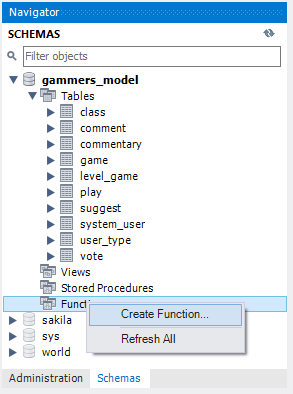 Navigator
SCHEMAS
Filter objects
gammers_model
Tables
class
comment
commentary
game
level_game
play
suggest
system_user
user_type
vote
Views
Stored Procedures
Functi
Create Function...
sakila
Refresh All
sys
world
Administration Schemas